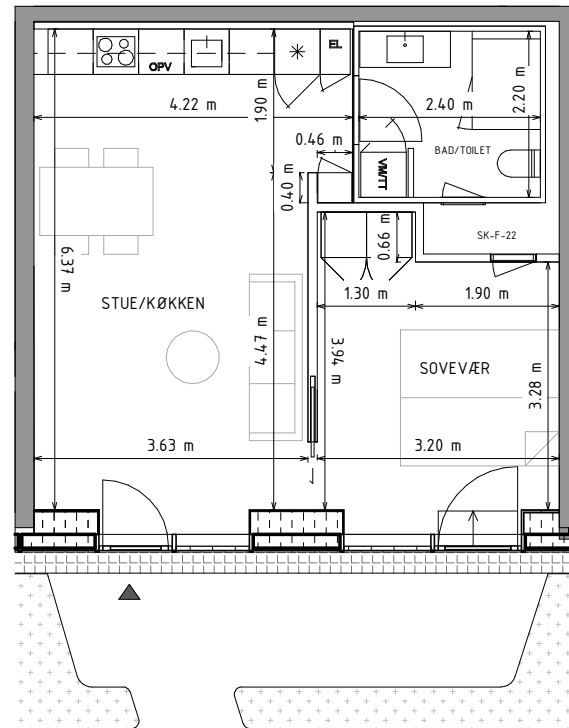 EL
OPV
4.22 m
1.90 m
2.40 m
2.20 m
0.46 m
BAD/TOILET
VM/TT
0.40 m
SK-F-22
0.66 m
6.37 m
STUE/KØKKEN
1.30 m
1.90 m
4.47 m
3.94 m
SOVEVÆR
3.28 m
3.63 m
3.20 m